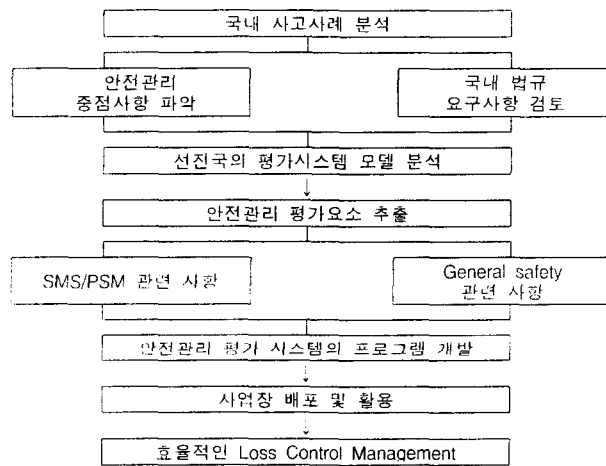 국내 사고사례 분석
안전관리
중점사항 파악
국내 법규
요구사항 검토
선진국의 평가시스템 모델 분석
안전관리 평가요소 추출
SMS/PSM 관련 사항
General safety
관련 사항
안전관리 평가 시스템의 프로그램 개발
사업장 배포 및 활용
효율적인 Loss Control Management